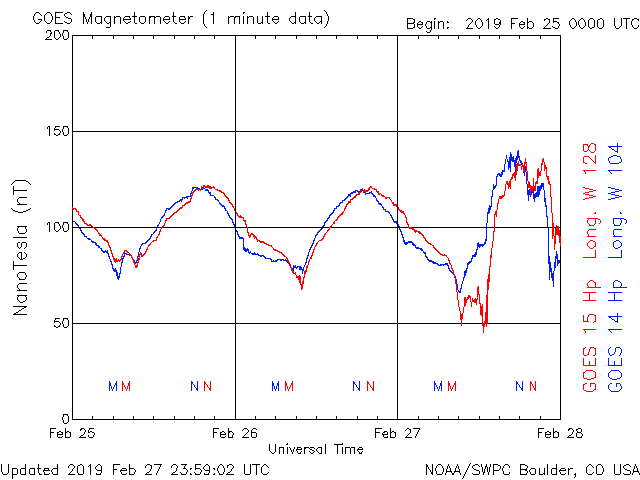 GOES Magnetometer (1 minute data)
Begin: 2019 Feb 25 0000 UTC
200
150
100
50
0
NanoTesla (nT)
M M N N M M N N M M N N
Feb 25 Feb 26 Feb 27 Feb 28
Universal Time
GOES 15 Hp Long. W 128
GOES 14 Hp Long. W 104
Updated 2019 Feb 27 23:59:02 UTC
NOAA/SWPC Boulder, CO USA